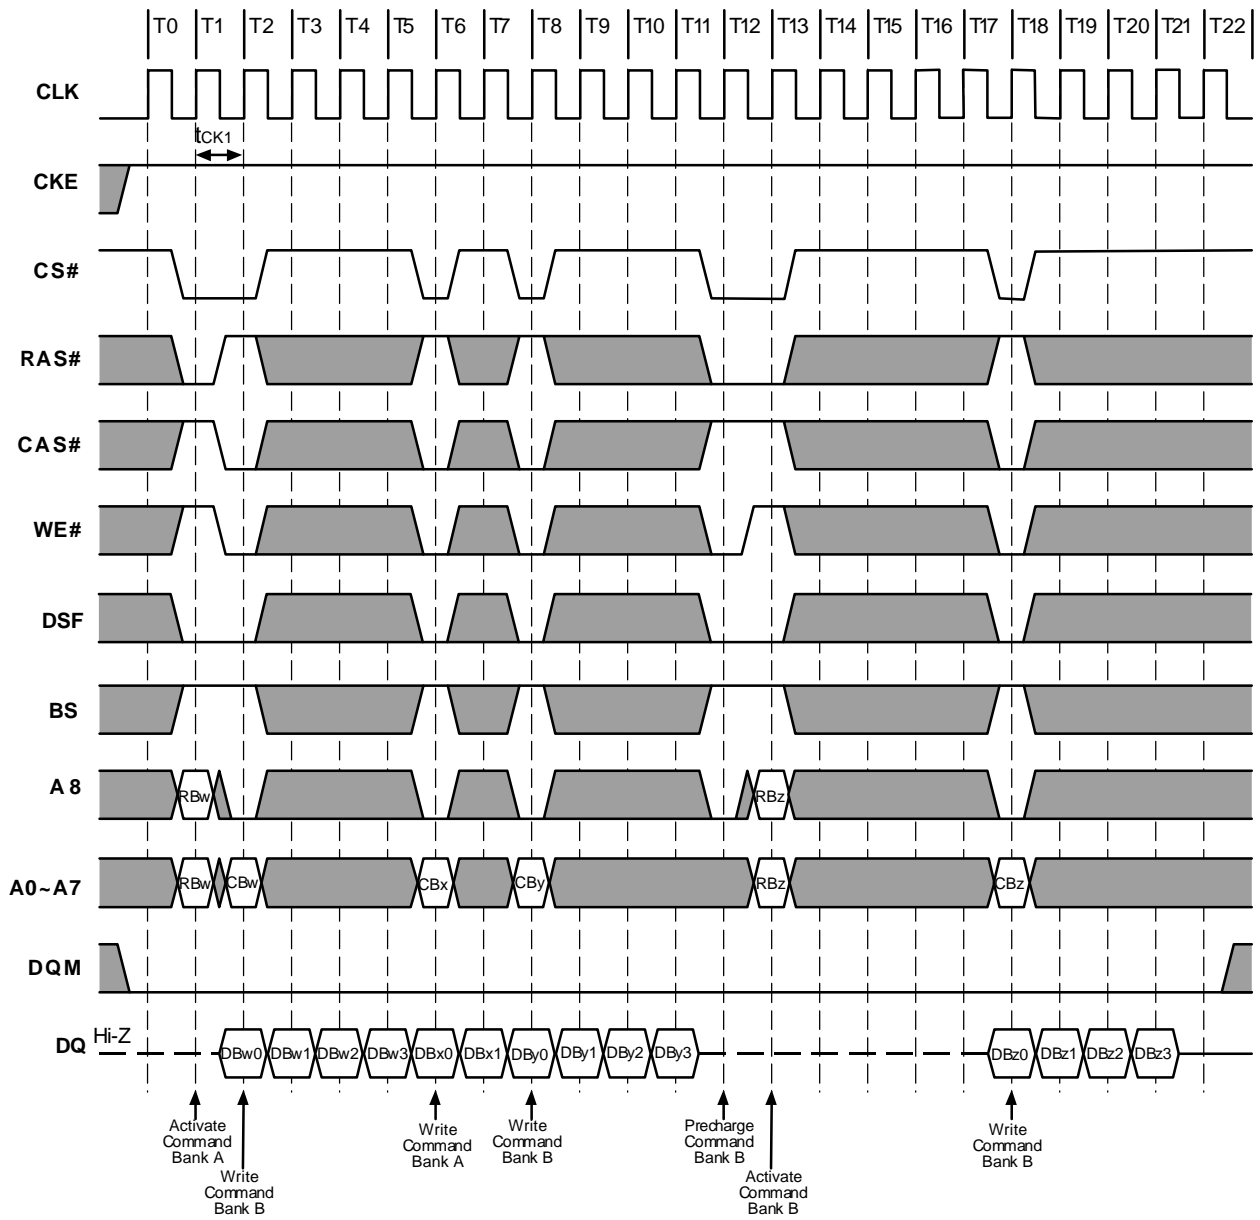 T0 T1 T2 T3 T4 T5 T6 T7 T8 T9 T10 T11 T12 T13 T14 T15 T16 T17 T18 T19 T20 T21 T22
CLK
tCK1
CKE
CS#
RAS#
CAS#
WE#
DSF
BS
A8
RBw RBz
A0~A7
RBw CBw CBx CBy RBz CBz
DQM
DQ Hi-Z
DBw0 DBw1 DBw2 DBw3 DBx0 DBx1 DBy0 DBy1 DBy2 DBy3 DBz0 DBz1 DBz2 DBz3
Activate
Command
Bank A
Write
Command
Bank B
Write
Command
Bank A
Write
Command
Bank B
Precharge
Command
Bank B
Activate
Command
Bank B
Write
Command
Bank B